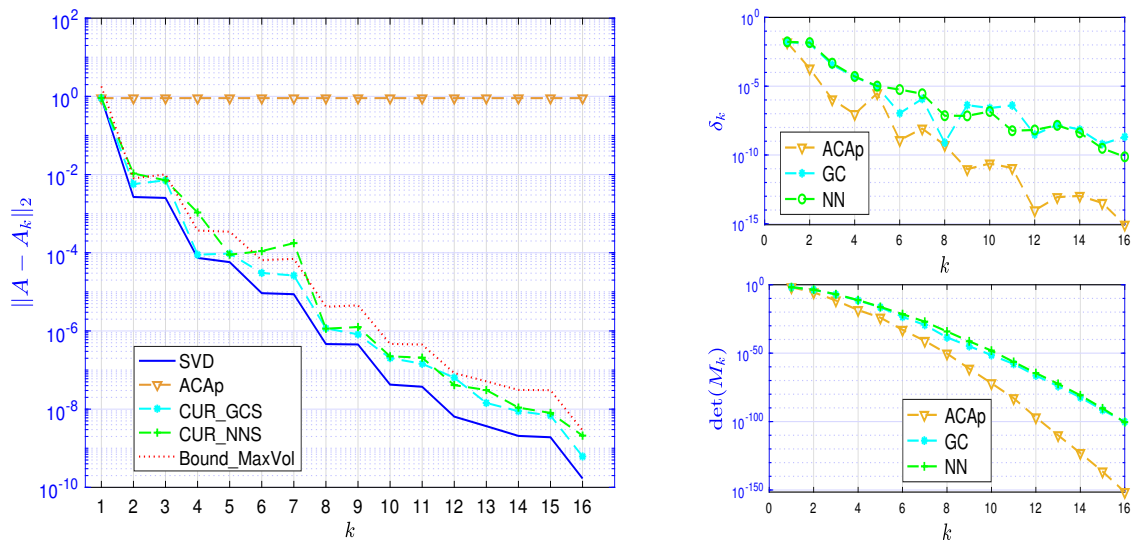 10^2
10^0
10^-2
10^-4
10^-6
10^-8
10^-10
||A − A_k||_2
1 2 3 4 5 6 7 8 9 10 11 12 13 14 15 16
k
SVD
ACAp
CUR_GCS
CUR_NNS
Bound_MaxVol
10^0
10^-5
10^-10
10^-15
δ_k
0 2 4 6 8 10 12 14 16
k
ACAp
GC
NN
10^0
10^-50
10^-100
10^-150
det(M_k)
0 2 4 6 8 10 12 14 16
k
ACAp
GC
NN